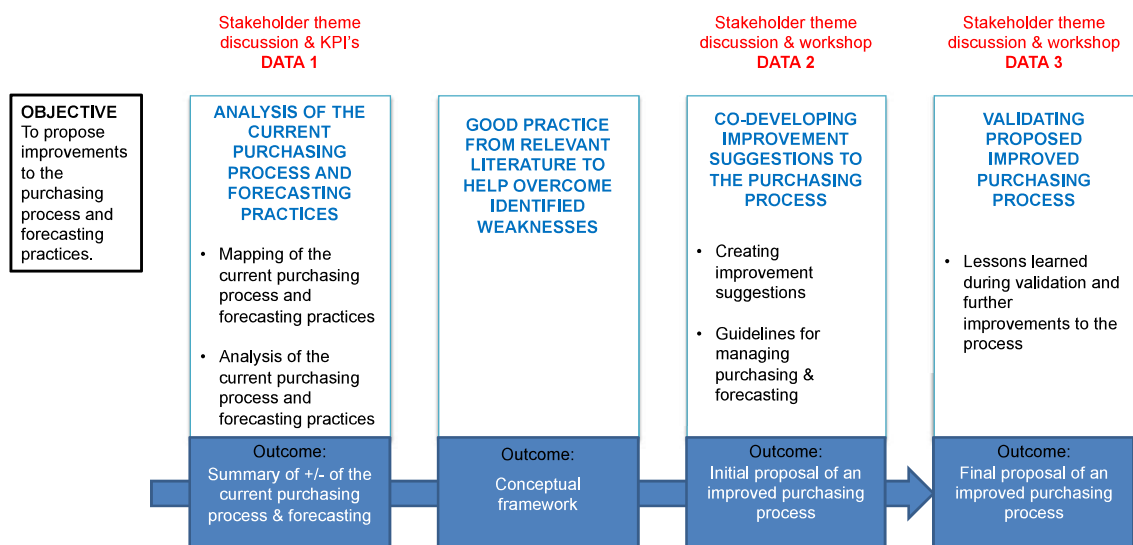 Stakeholder theme
discussion & KPI's
DATA 1
Stakeholder theme
discussion & workshop
DATA 2
Stakeholder theme
discussion & workshop
DATA 3
OBJECTIVE
To propose
improvements
to the
purchasing
process and
forecasting
practices.
ANALYSIS OF THE
CURRENT
PURCHASING
PROCESS AND
FORECASTING
PRACTICES
• Mapping of the
current purchasing
process and
forecasting practices
• Analysis of the
current purchasing
process and
forecasting practices
Outcome:
Summary of +/- of the
current purchasing
process & forecasting
GOOD PRACTICE
FROM RELEVANT
LITERATURE TO
HELP OVERCOME
IDENTIFIED
WEAKNESSES
Outcome:
Conceptual
framework
CO-DEVELOPING
IMPROVEMENT
SUGGESTIONS TO
THE PURCHASING
PROCESS
• Creating
improvement
suggestions
• Guidelines for
managing
purchasing &
forecasting
Outcome:
Initial proposal of an
improved purchasing
process
VALIDATING
PROPOSED
IMPROVED
PURCHASING
PROCESS
• Lessons learned
during validation and
further
improvements to the
process
Outcome:
Final proposal of an
improved purchasing
process